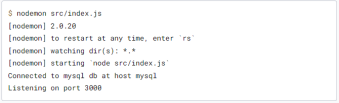 $ nodemon src/index.js
[nodemon] 2.0.20
[nodemon] to restart at any time, enter `rs`
[nodemon] watching dir(s): *.*
[nodemon] starting `node src/index.js`
Connected to mysql db at host mysql
Listening on port 3000